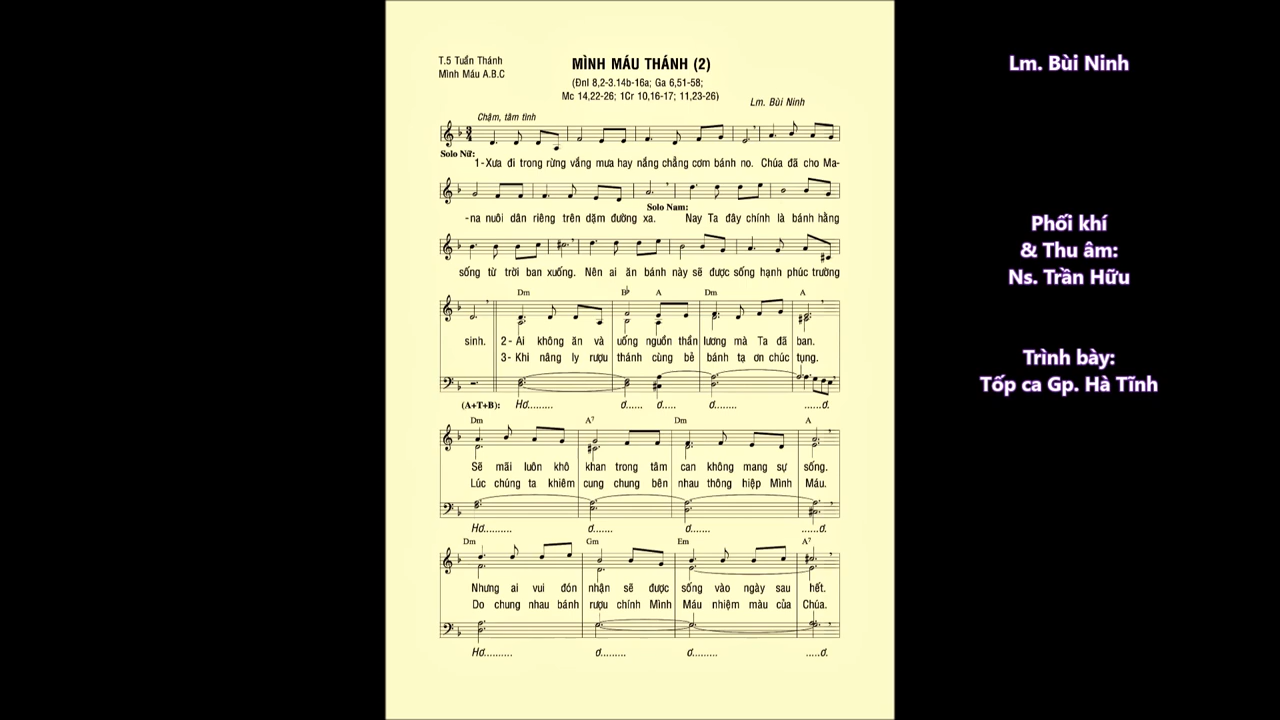 T.5 Tuần Thánh
Mình Máu A.B.C
MÌNH MÁU THÁNH (2)
(Đnl 8,2-3.14b-16a; Ga 6,51-58;
Mc 14,22-26; 1Cr 10,16-17; 11,23-26)
Lm. Bùi Ninh
Chậm, tâm tình
Solo Nữ:
1-Xưa đi trong rừng vắng mưa hay nắng chẳng cơm bánh no. Chúa đã cho Ma-
-na nuôi dân riêng trên dặm đường xa. Nay Ta đây chính là bánh hằng
Solo Nam:
sống từ trời ban xuống. Nên ai ăn bánh này sẽ được sống hạnh phúc trường
Dm B♭ A Dm A
sinh. 2- Ai không ăn và uống nguồn thần lương mà Ta đã ban.
3- Khi nâng ly rượu thánh cùng bẻ bánh tạ ơn chúc tụng.
(A+T+B): Hơ......... ơ...... ơ..... ơ........ ......ơ.
Dm A7 Dm A
Sẽ mãi luôn khô khan trong tâm can không mang sự sống.
Lúc chúng ta khiêm cung chung bên nhau thông hiệp Mình Máu.
Hơ.......... ơ....... ơ....... ......ơ.
Dm Gm Em A7
Nhưng ai vui đón nhận sẽ được sống vào ngày sau hết.
Do chung nhau bánh rượu chính Mình Máu nhiệm màu của Chúa.
Hơ.......... ơ......... ơ......... .....ơ.
Lm. Bùi Ninh
Phối khí
& Thu âm:
Ns. Trần Hữu
Trình bày:
Tốp ca Gp. Hà Tĩnh